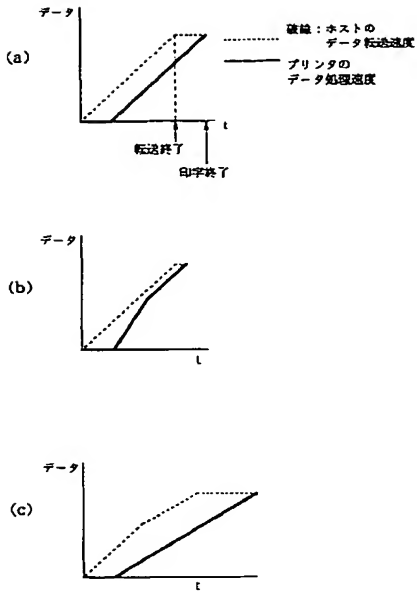 (a)
データ
破線：ホストの
データ転送速度
プリンタの
データ処理速度
t
転送終了
印字終了
(b)
データ
t
(c)
データ
t